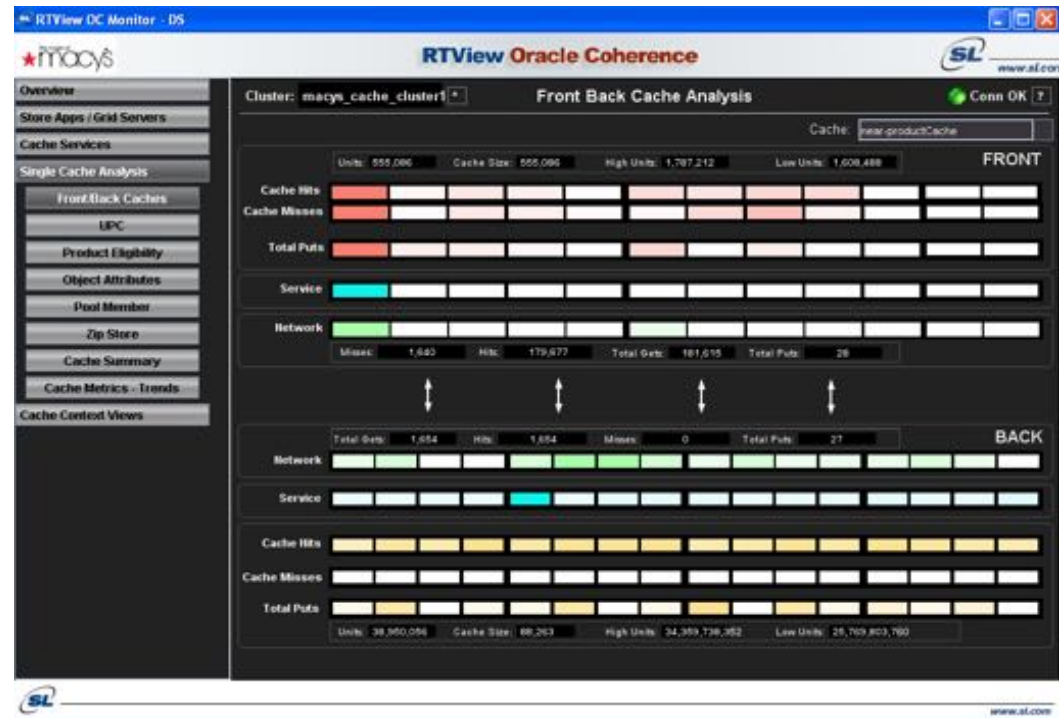 RTView OC Monitor - DS
★macy's
RTView Oracle Coherence
SL
www.sl.com
Overview
Store Apps / Grid Servers
Cache Services
Single Cache Analysis
Front/Back Caches
UPC
Product Eligibility
Object Attributes
Pool Member
Zip Store
Cache Summary
Cache Metrics - Trends
Cache Context Views
Cluster: macys_cache_cluster1
Front Back Cache Analysis
Conn OK ?
Cache: near-productCache
FRONT
Units: 555,086 Cache Size: 555,086 High Units: 1,787,212 Low Units: 1,608,488
Cache Hits
Cache Misses
Total Puts
Service
Network
Misses: 1,640 Hits: 179,677 Total Gets: 181,615 Total Puts: 28
BACK
Total Gets: 1,654 Hits: 1,654 Misses: 0 Total Puts: 27
Network
Service
Cache Hits
Cache Misses
Total Puts
Units: 38,950,056 Cache Size: 88,263 High Units: 34,359,738,352 Low Units: 25,769,803,760
SL
www.sl.com